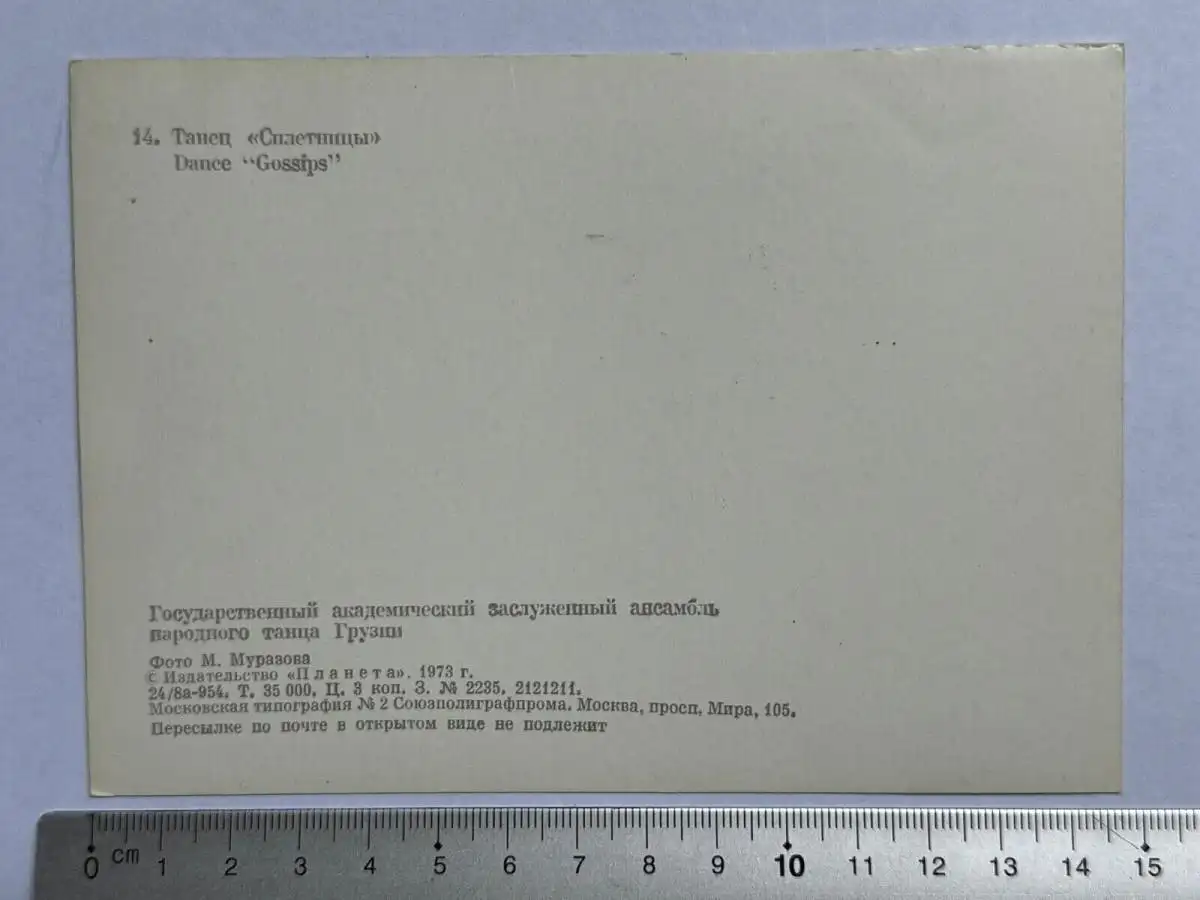 14. Танец «Сплетницы»
Dance “Gossips”
Государственный академический заслуженный ансамбль
народного танца Грузии
Фото М. Муразова
© Издательство «Планета». 1973 г.
24/8а-954. Т. 35 000. Ц. 3 коп. З. № 2235. 2121211.
Московская типография № 2 Союзполиграфпрома. Москва, просп. Мира, 105.
Пересылке по почте в открытом виде не подлежит
0 cm 1 2 3 4 5 6 7 8 9 10 11 12 13 14 15